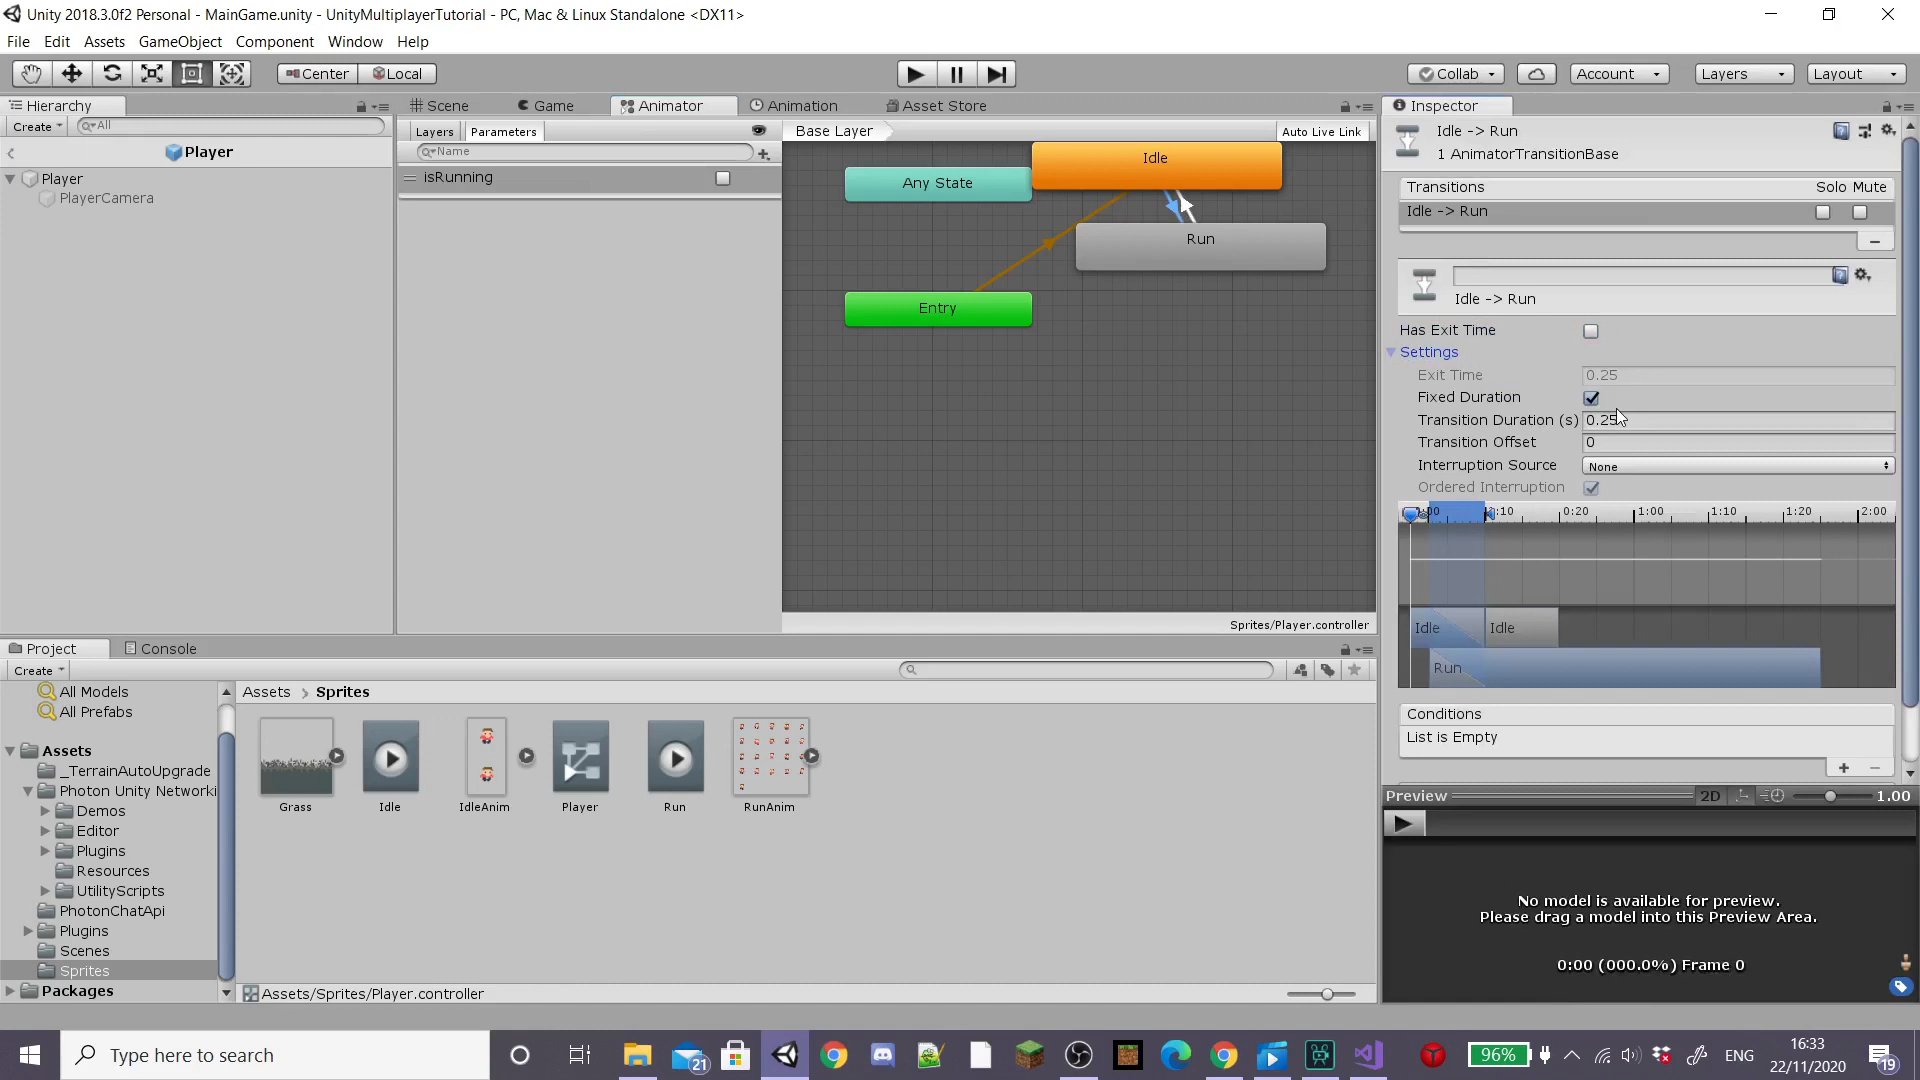 Unity 2018.3.0f2 Personal - MainGame.unity - UnityMultiplayerTutorial - PC, Mac & Linux Standalone <DX11>
File Edit Assets GameObject Component Window Help
Center Local Collab Account Layers Layout
Hierarchy Scene Game Animator Animation Asset Store Inspector
Create All Layers Parameters Base Layer Auto Live Link
Name
Player
Player
PlayerCamera
isRunning
Any State
Idle
Run
Entry
Sprites/Player.controller
Idle -> Run
1 AnimatorTransitionBase
Transitions Solo Mute
Idle -> Run
Idle -> Run
Has Exit Time
Settings
Exit Time 0.25
Fixed Duration
Transition Duration (s) 0.25
Transition Offset 0
Interruption Source None
Ordered Interruption
0:20 1:00 1:10 1:20 2:00
Idle Idle
Run
Conditions
List is Empty
Preview 2D 1.00
No model is available for preview.
Please drag a model into this Preview Area.
0:00 (000.0%) Frame 0
Project Console
Create
All Models
All Prefabs
Assets
_TerrainAutoUpgrade
Photon Unity Networki
Demos
Editor
Plugins
Resources
UtilityScripts
PhotonChatApi
Plugins
Scenes
Sprites
Packages
Assets > Sprites
Grass Idle IdleAnim Player Run RunAnim
Assets/Sprites/Player.controller
Type here to search
21
96%
ENG
16:33
22/11/2020
19